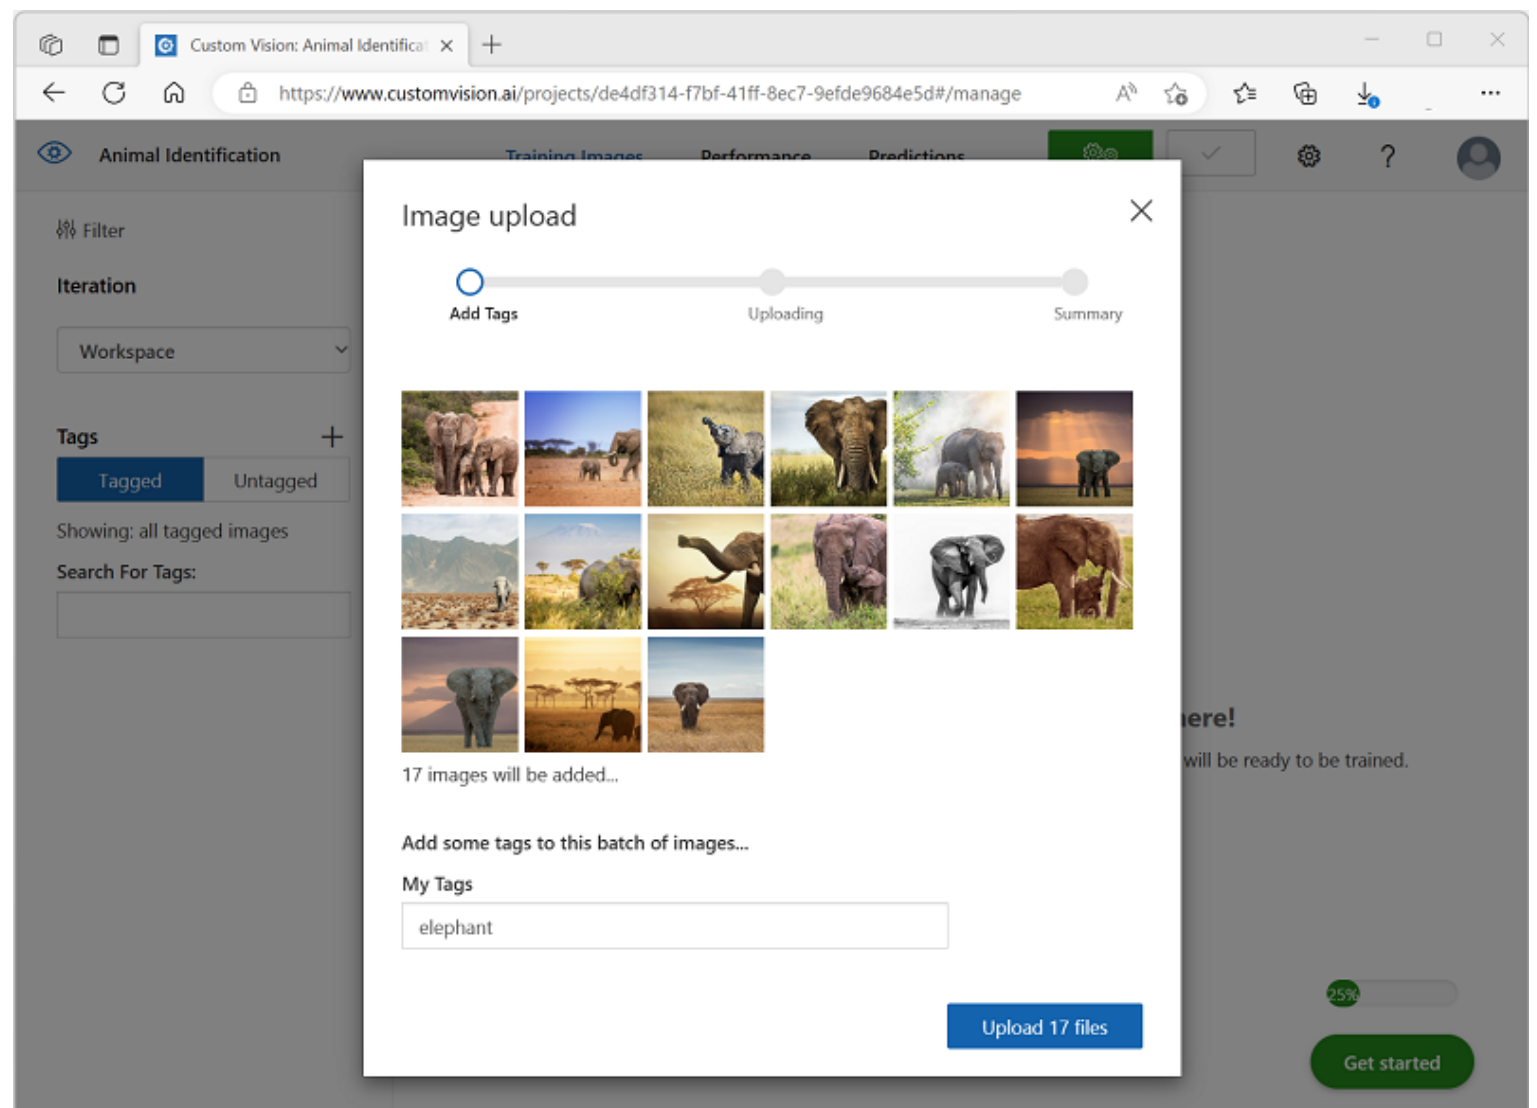 Custom Vision: Animal Identificat
https://www.customvision.ai/projects/de4df314-f7bf-41ff-8ec7-9efde9684e5d#/manage
Animal Identification
Training Images
Performance
Predictions
?
Filter
Iteration
Workspace
Tags
Tagged
Untagged
Showing: all tagged images
Search For Tags:
Image upload
Add Tags
Uploading
Summary
17 images will be added...
Add some tags to this batch of images...
My Tags
elephant
Upload 17 files
here!
will be ready to be trained.
25%
Get started